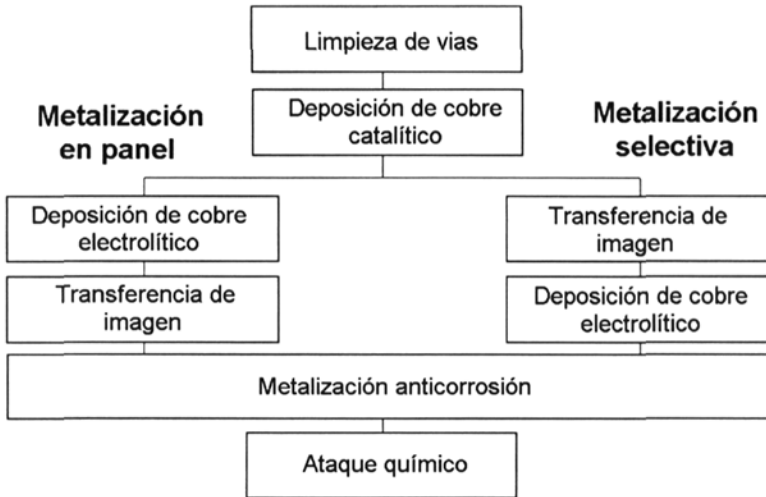 Limpieza de vias
Deposición de cobre
catalítico
Metalización
en panel
Metalización
selectiva
Deposición de cobre
electrolítico
Transferencia de
imagen
Transferencia de
imagen
Deposición de cobre
electrolítico
Metalización anticorrosión
Ataque químico